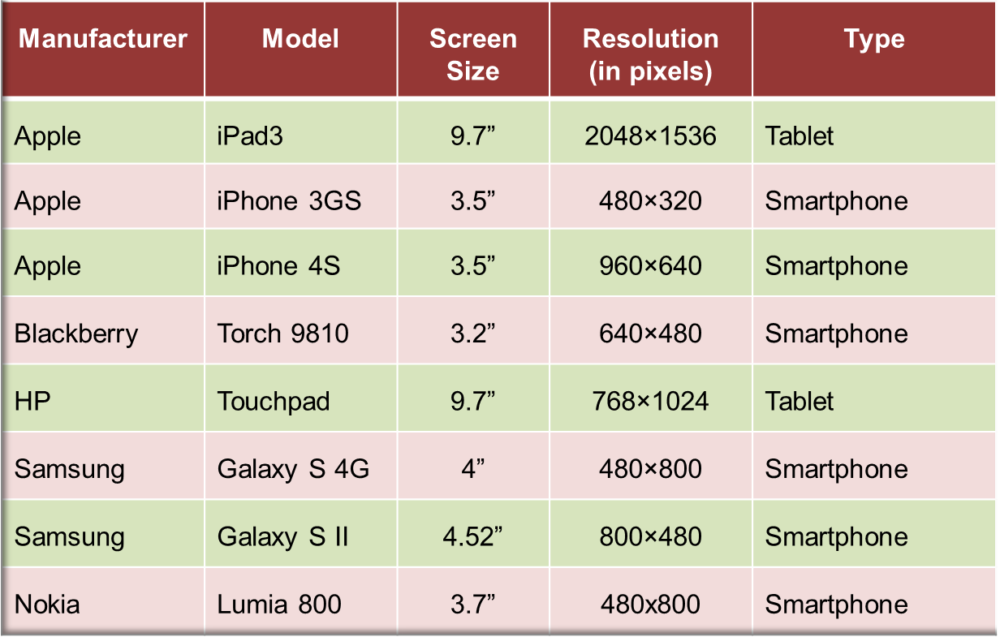 Manufacturer Model Screen Size Resolution (in pixels) Type
Apple iPad3 9.7” 2048×1536 Tablet
Apple iPhone 3GS 3.5” 480×320 Smartphone
Apple iPhone 4S 3.5” 960×640 Smartphone
Blackberry Torch 9810 3.2” 640×480 Smartphone
HP Touchpad 9.7” 768×1024 Tablet
Samsung Galaxy S 4G 4” 480×800 Smartphone
Samsung Galaxy S II 4.52” 800×480 Smartphone
Nokia Lumia 800 3.7” 480x800 Smartphone